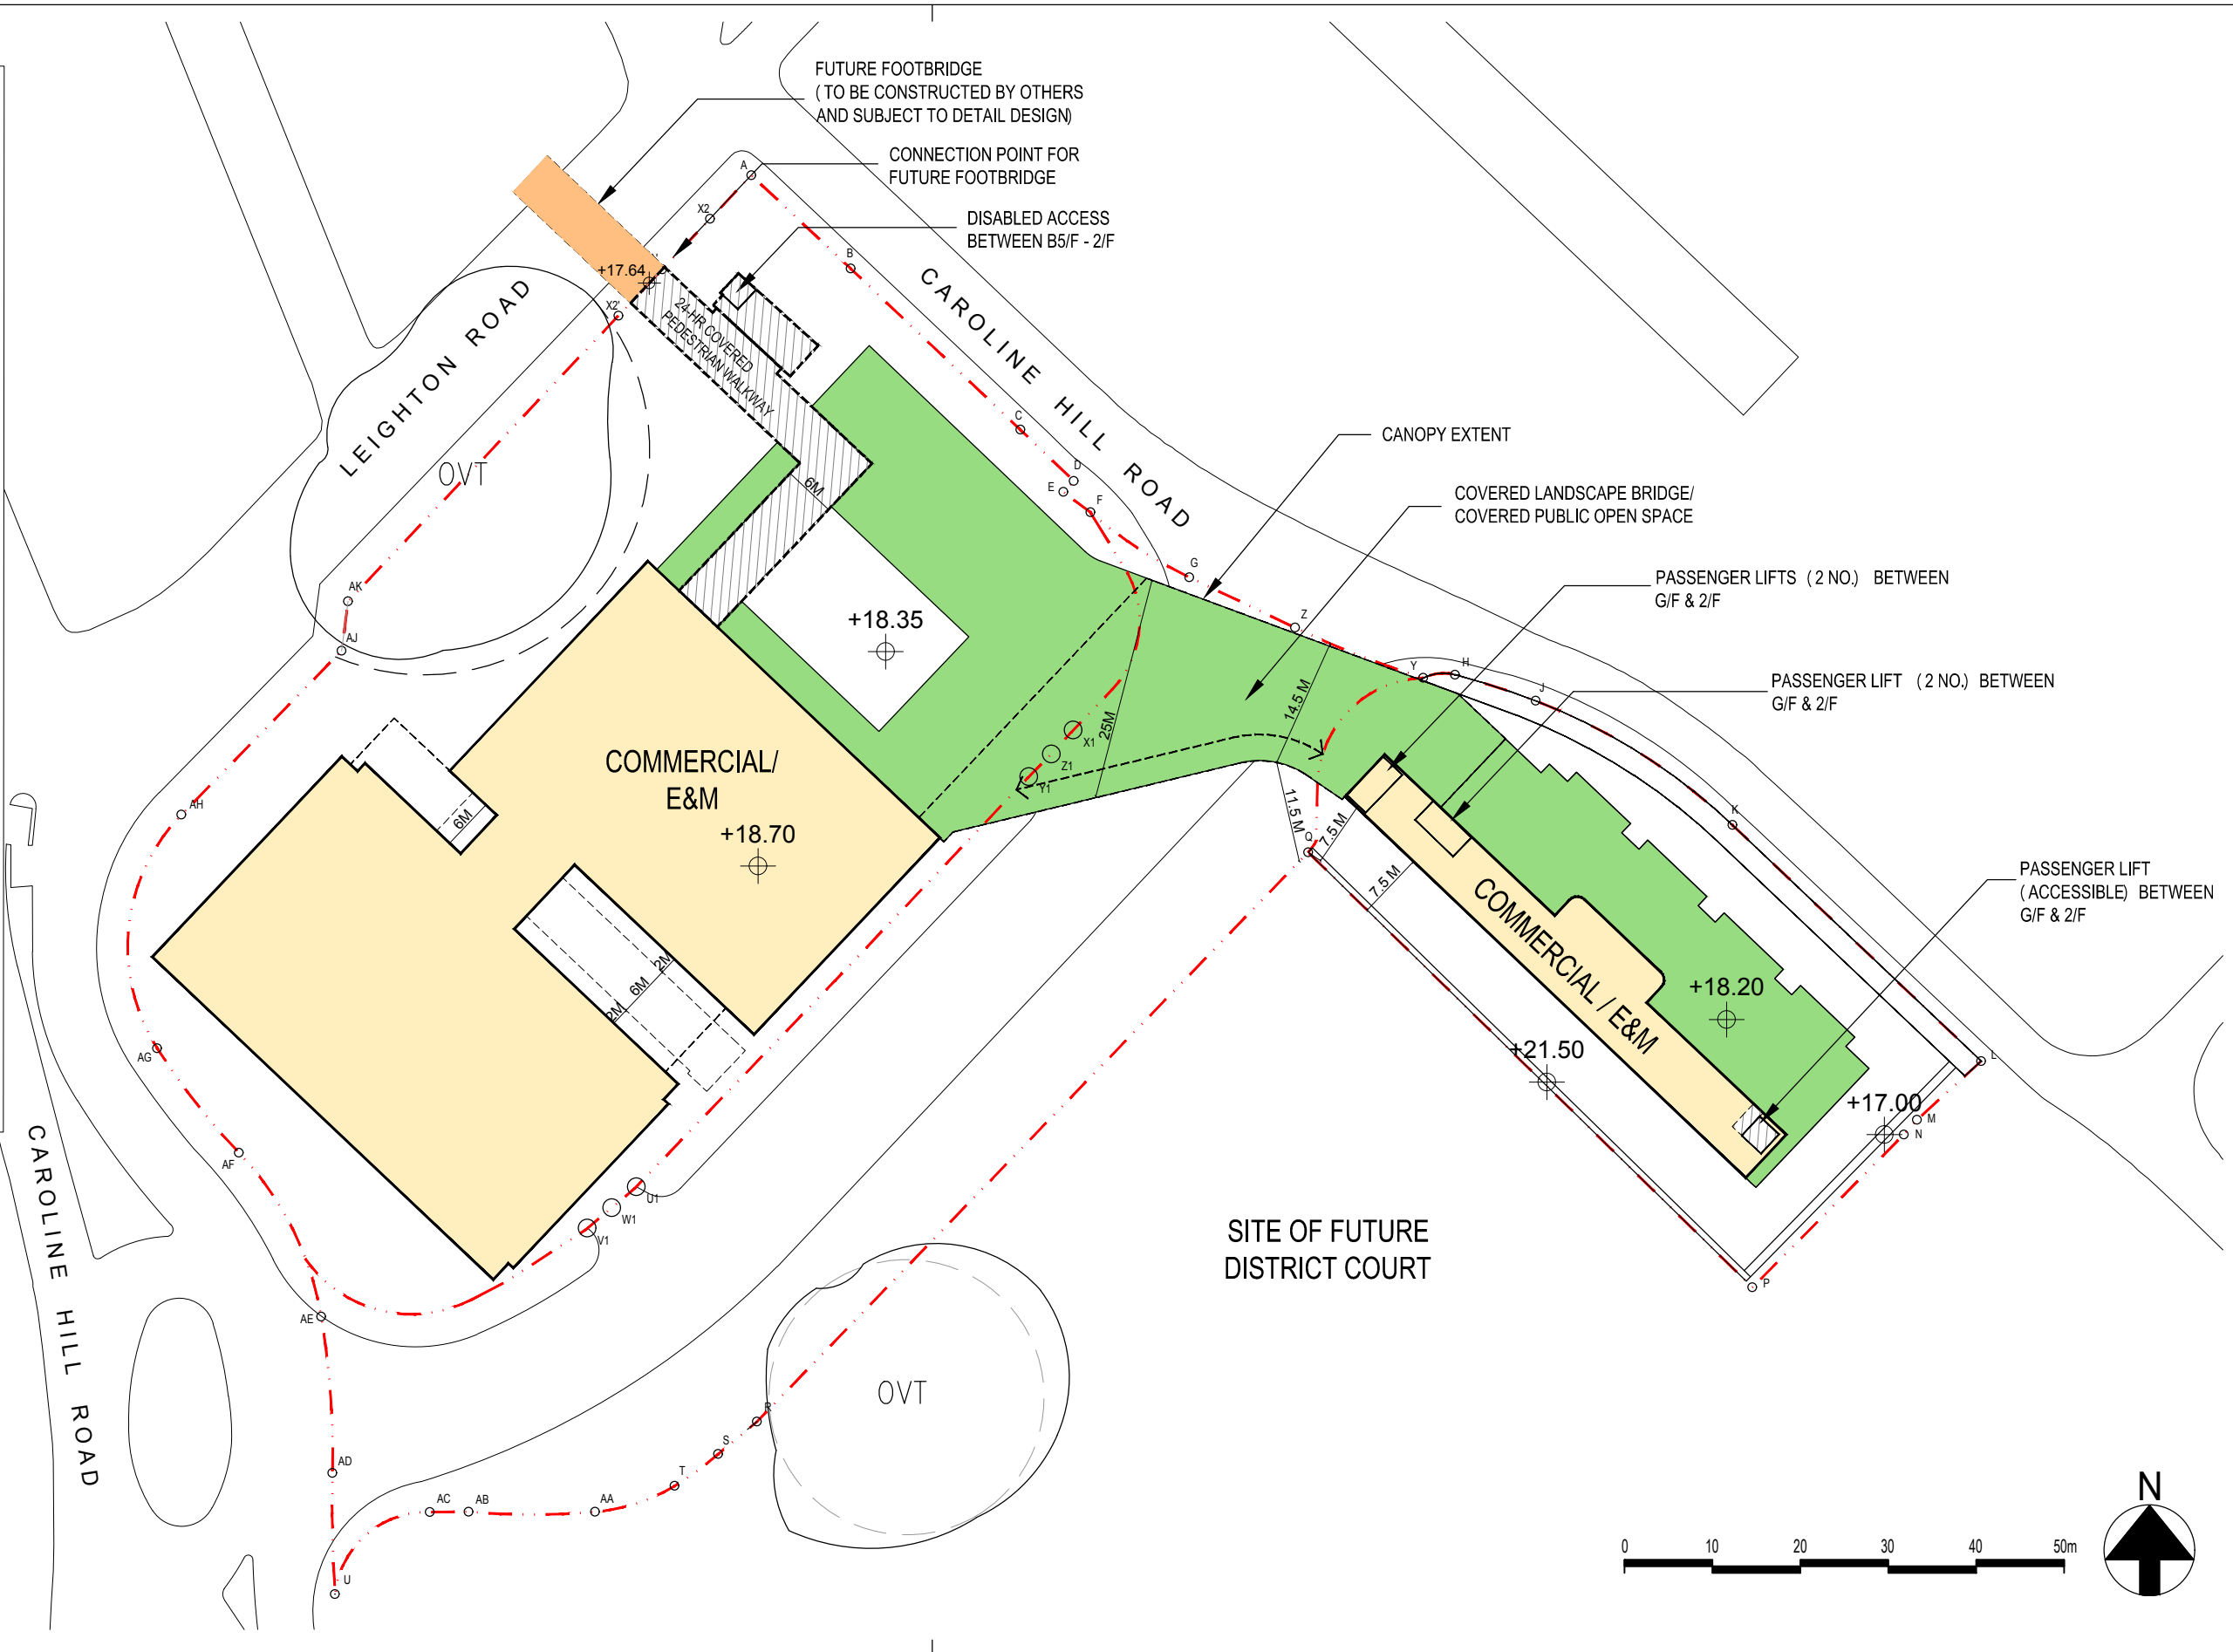 FUTURE FOOTBRIDGE
( TO BE CONSTRUCTED BY OTHERS
AND SUBJECT TO DETAIL DESIGN)
CONNECTION POINT FOR
FUTURE FOOTBRIDGE
A
X2
DISABLED ACCESS
BETWEEN B5/F - 2/F
B
+17.64
X2'
24-HR COVERED
PEDESTRIAN WALKWAY
CAROLINE HILL ROAD
LEIGHTON ROAD
OVT
C
D
E
F
6M
CANOPY EXTENT
COVERED LANDSCAPE BRIDGE/
COVERED PUBLIC OPEN SPACE
G
PASSENGER LIFTS ( 2 NO.) BETWEEN
G/F & 2/F
AK
AJ
+18.35
Z
Y
H
J
PASSENGER LIFT ( 2 NO.) BETWEEN
G/F & 2/F
14.5 M
25M
X1
Z1
Y1
COMMERCIAL/
E&M
+18.70
AH
6M
11.5 M
7.5 M
Q
7.5 M
K
PASSENGER LIFT
( ACCESSIBLE) BETWEEN
G/F & 2/F
COMMERCIAL / E&M
2M
6M
2M
+18.20
+21.50
AG
L
+17.00
M
N
AF
CAROLINE HILL ROAD
U1
W1
V1
SITE OF FUTURE
DISTRICT COURT
P
AE
OVT
R
S
T
AD
AC
AB
AA
U
N
0 10 20 30 40 50m